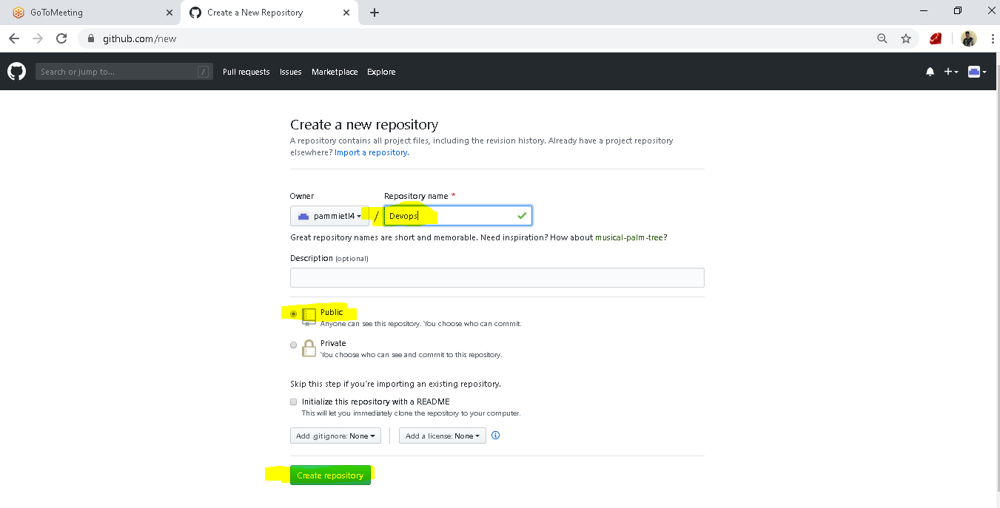 GoToMeeting
Create a New Repository
github.com/new
Search or jump to... /
Pull requests Issues Marketplace Explore
Create a new repository
A repository contains all project files, including the revision history. Already have a project repository
elsewhere? Import a repository.
Owner Repository name *
pammietl4 / Devops
Great repository names are short and memorable. Need inspiration? How about musical-palm-tree?
Description (optional)
Public
Anyone can see this repository. You choose who can commit.
Private
You choose who can see and commit to this repository.
Skip this step if you're importing an existing repository.
Initialize this repository with a README
This will let you immediately clone the repository to your computer.
Add .gitignore: None Add a license: None
Create repository